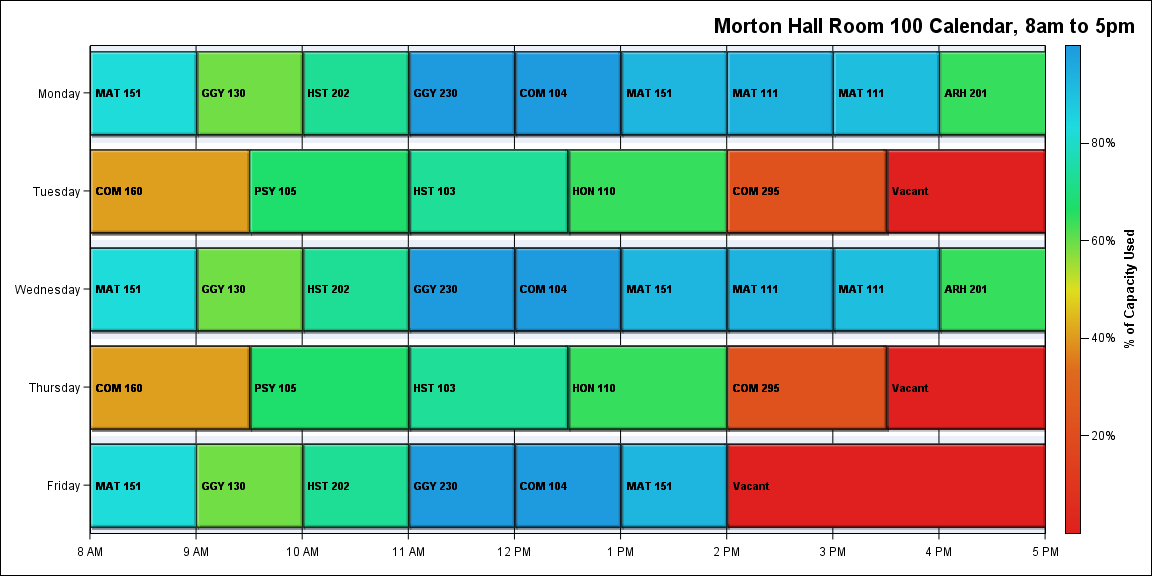 Morton Hall Room 100 Calendar, 8am to 5pm
Monday
MAT 151
GGY 130
HST 202
GGY 230
COM 104
MAT 151
MAT 111
MAT 111
ARH 201
Tuesday
COM 160
PSY 105
HST 103
HON 110
COM 295
Vacant
Wednesday
MAT 151
GGY 130
HST 202
GGY 230
COM 104
MAT 151
MAT 111
MAT 111
ARH 201
Thursday
COM 160
PSY 105
HST 103
HON 110
COM 295
Vacant
Friday
MAT 151
GGY 130
HST 202
GGY 230
COM 104
MAT 151
Vacant
8 AM
9 AM
10 AM
11 AM
12 PM
1 PM
2 PM
3 PM
4 PM
5 PM
80%
60%
40%
20%
% of Capacity Used